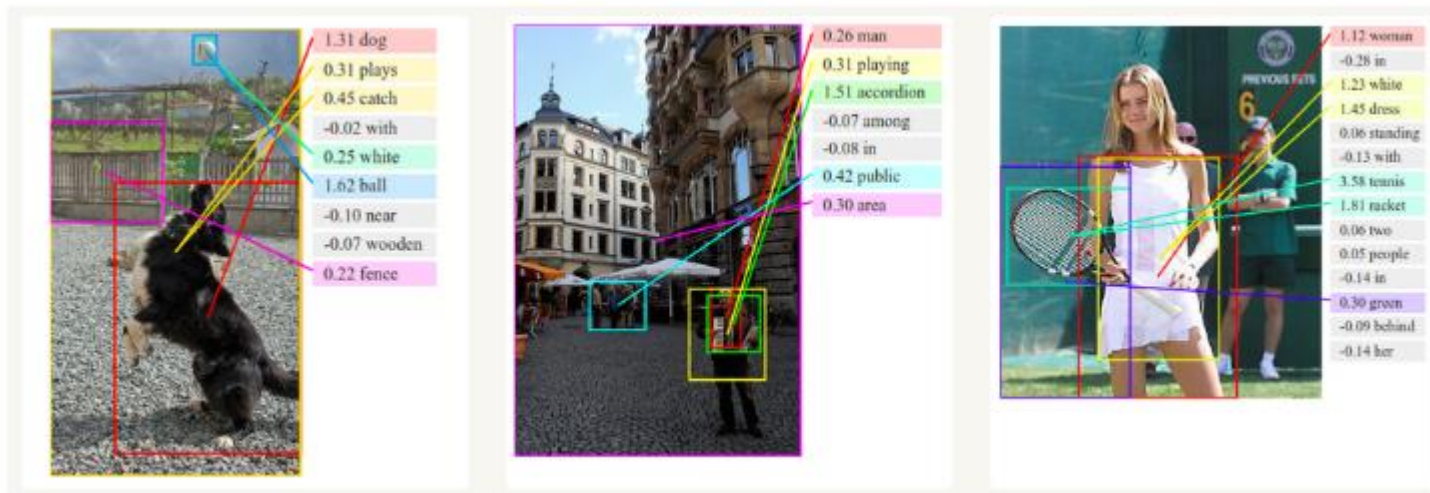 1.31 dog
0.31 plays
0.45 catch
-0.02 with
0.25 white
1.62 ball
-0.10 near
-0.07 wooden
0.22 fence
0.26 man
0.31 playing
1.51 accordion
-0.07 among
-0.08 in
0.42 public
0.30 area
PREVIOUS SETS
6
1.12 woman
-0.28 in
1.23 white
1.45 dress
0.06 standing
-0.13 with
3.58 tennis
1.81 racket
0.06 two
0.05 people
-0.14 in
0.30 green
-0.09 behind
-0.14 her